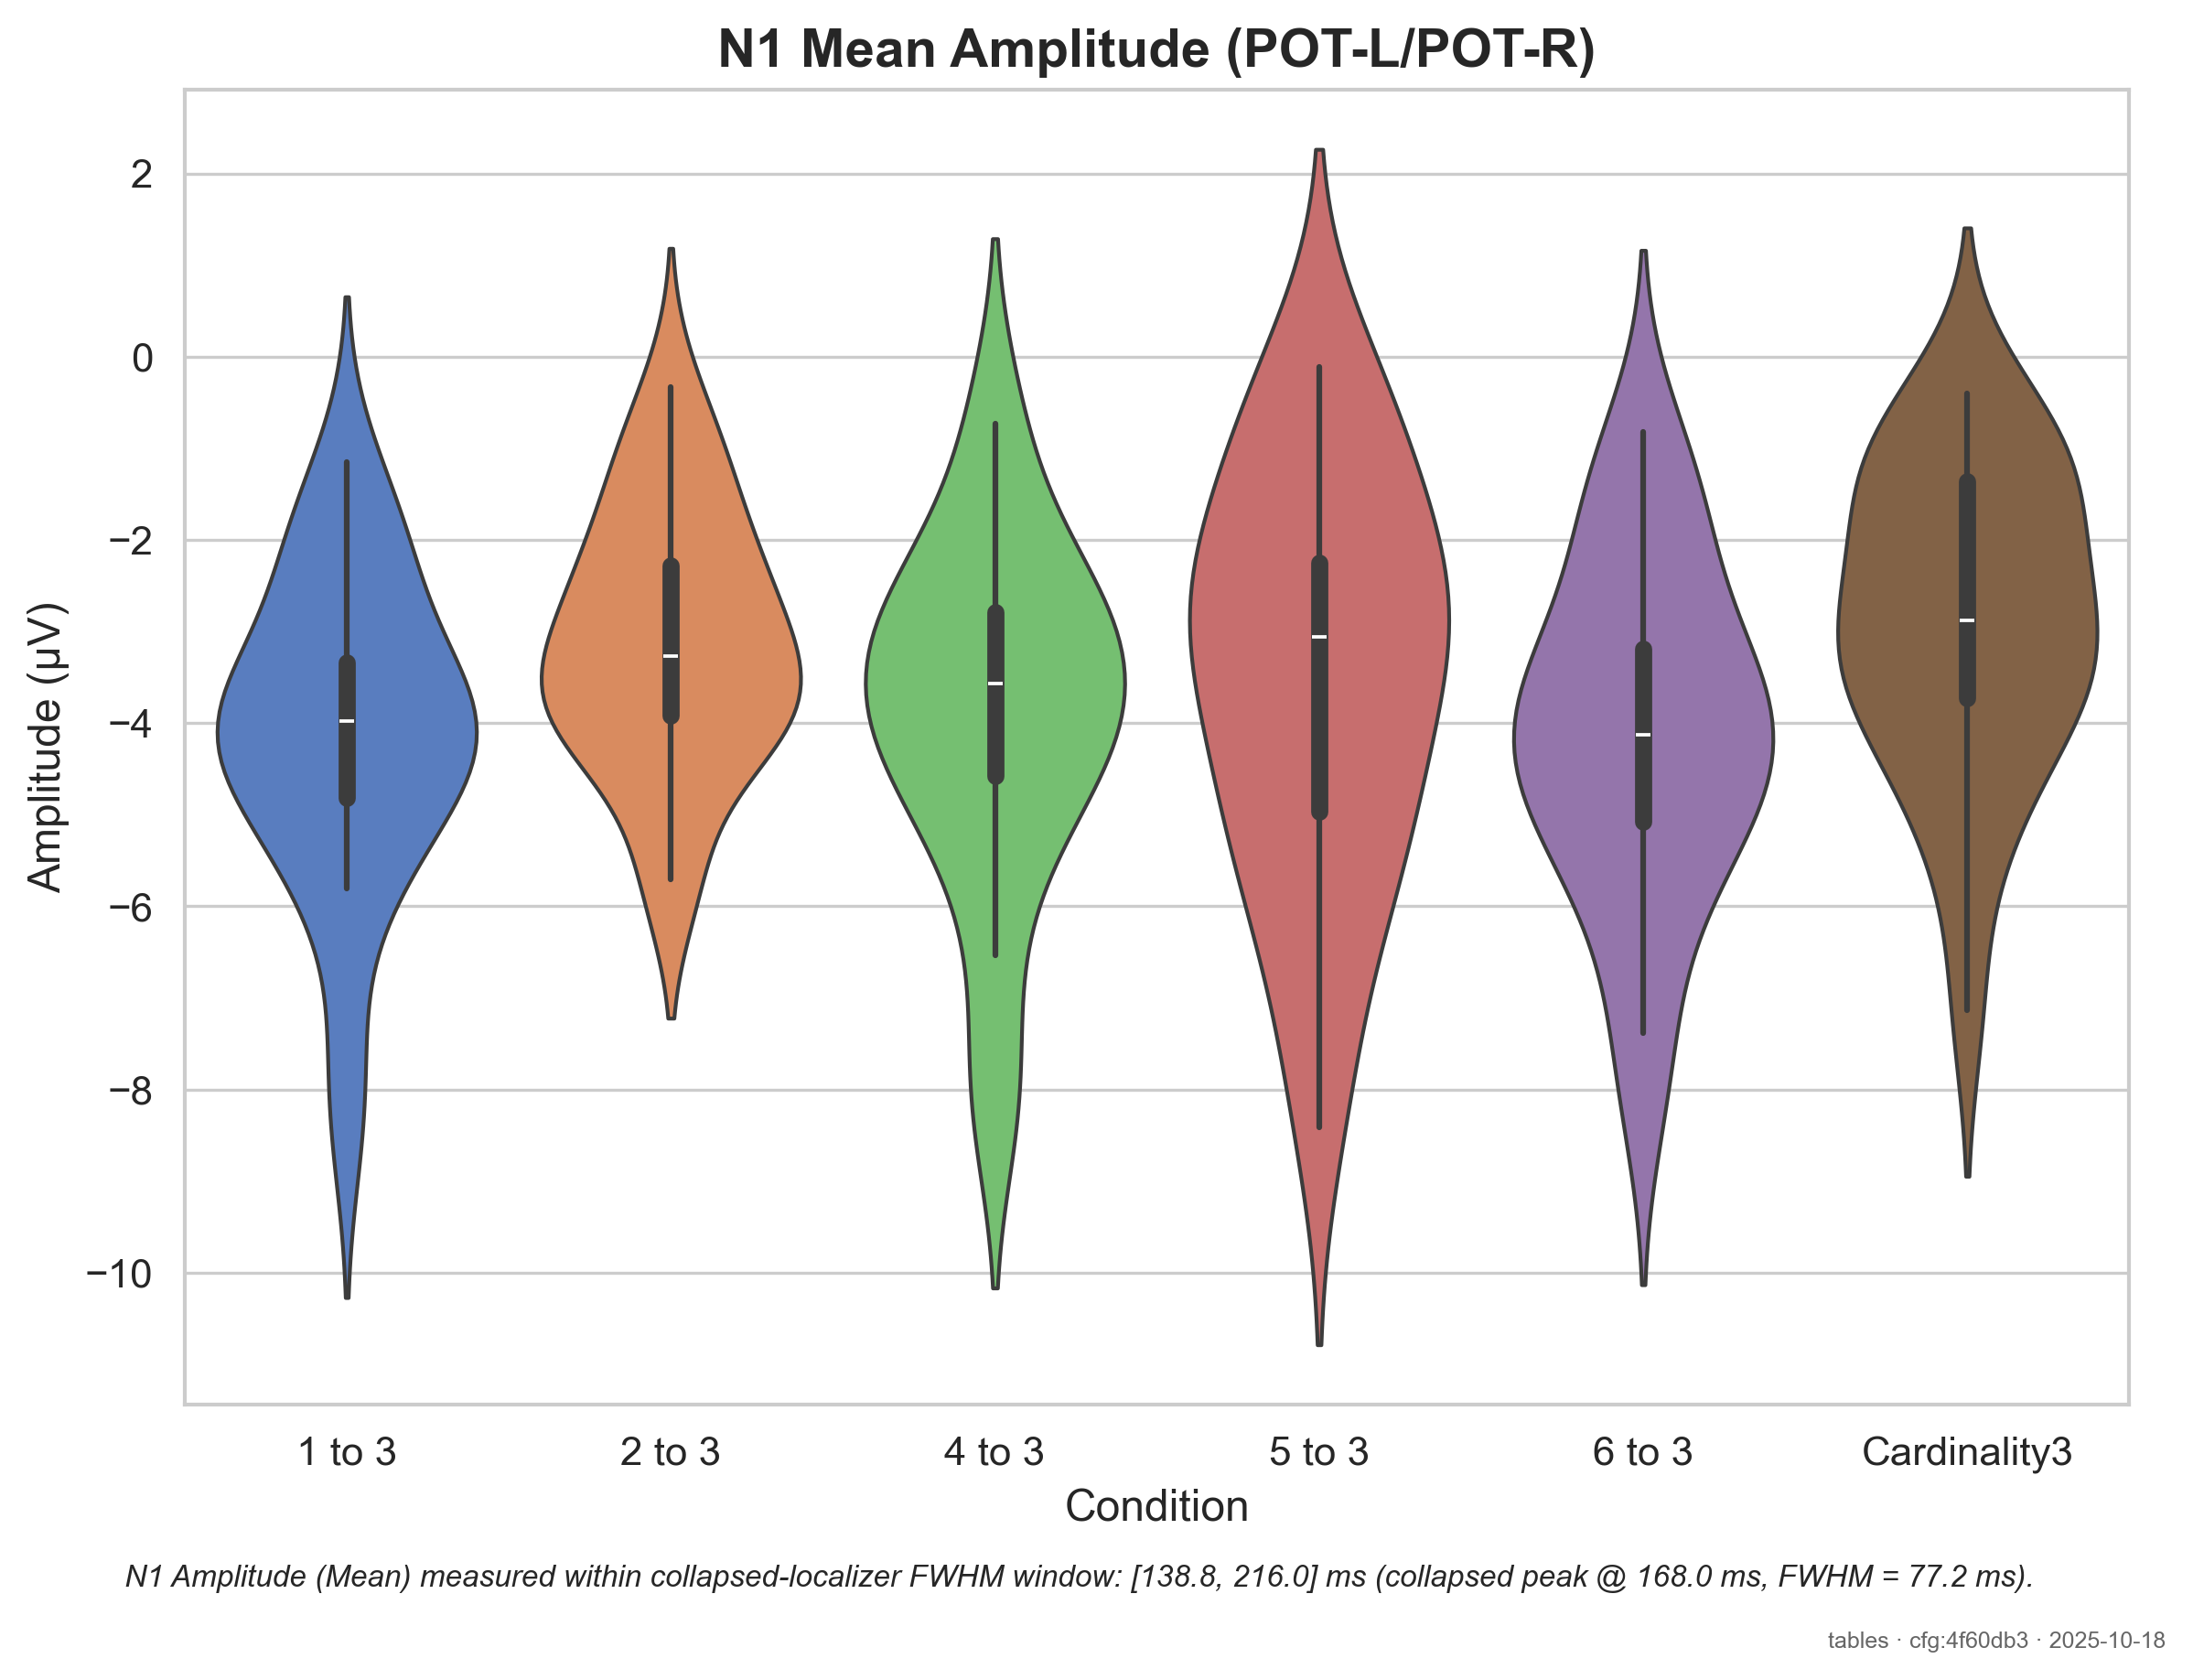 N1 Mean Amplitude (POT-L/POT-R)
Amplitude (µV)
2
0
−2
−4
−6
−8
−10
1 to 3 2 to 3 4 to 3 5 to 3 6 to 3 Cardinality3
Condition
N1 Amplitude (Mean) measured within collapsed-localizer FWHM window: [138.8, 216.0] ms (collapsed peak @ 168.0 ms, FWHM = 77.2 ms).
tables · cfg:4f60db3 · 2025-10-18